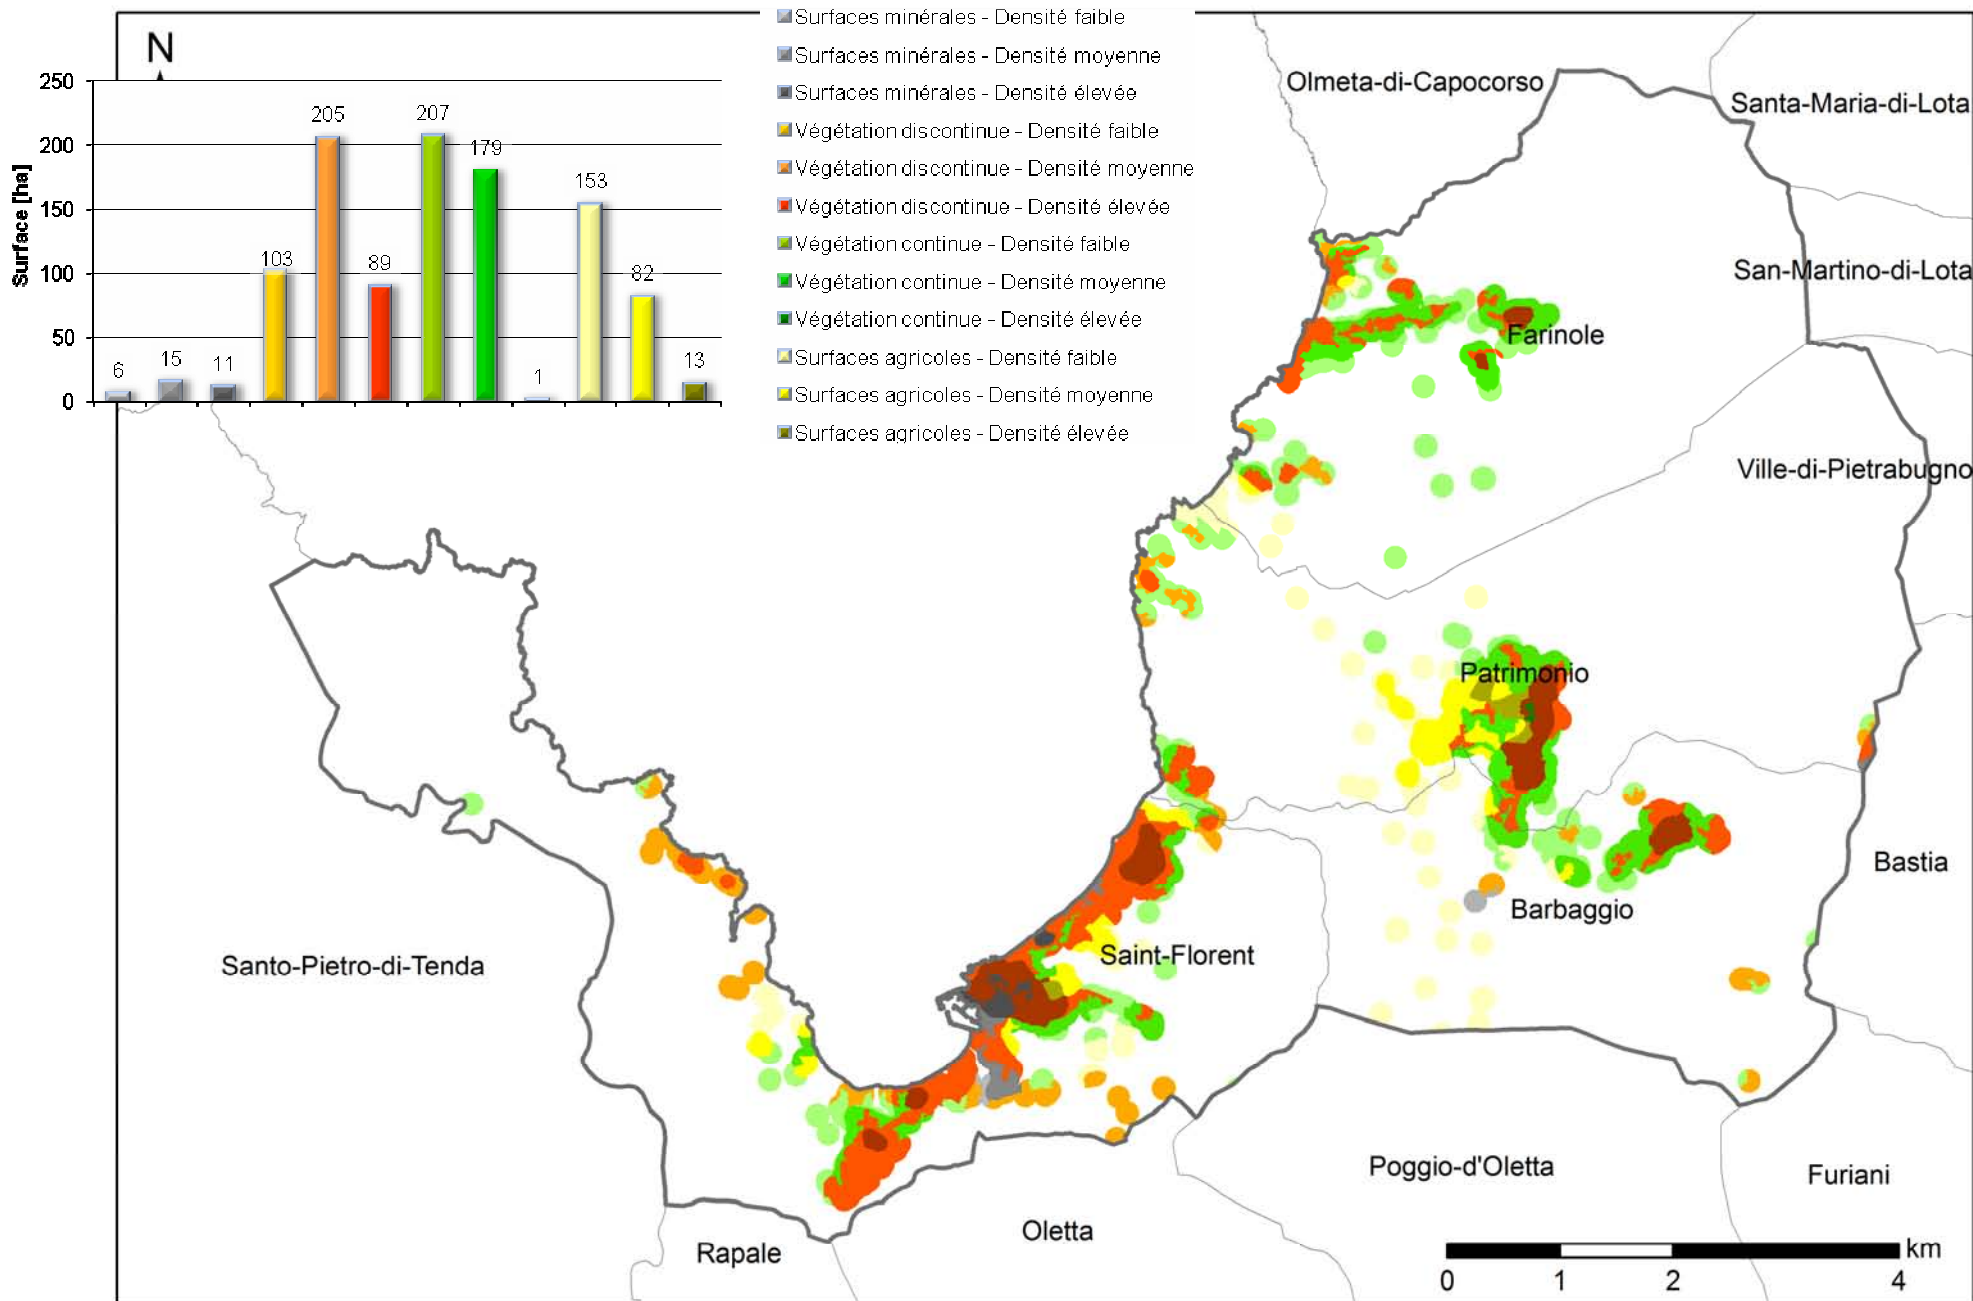 N
250
200
150
100
50
0
Surface [ha]
6
15
11
103
205
89
207
179
1
153
82
13
Surfaces minérales - Densité faible
Surfaces minérales - Densité moyenne
Surfaces minérales - Densité élevée
Végétation discontinue - Densité faible
Végétation discontinue - Densité moyenne
Végétation discontinue - Densité élevée
Végétation continue - Densité faible
Végétation continue - Densité moyenne
Végétation continue - Densité élevée
Surfaces agricoles - Densité faible
Surfaces agricoles - Densité moyenne
Surfaces agricoles - Densité élevée
Olmeta-di-Capocorso
Santa-Maria-di-Lota
San-Martino-di-Lota
Farinole
Ville-di-Pietrabugno
Patrimonio
Bastia
Barbaggio
Saint-Florent
Santo-Pietro-di-Tenda
Poggio-d'Oletta
Furiani
Oletta
Rapale
km
0 1 2 4